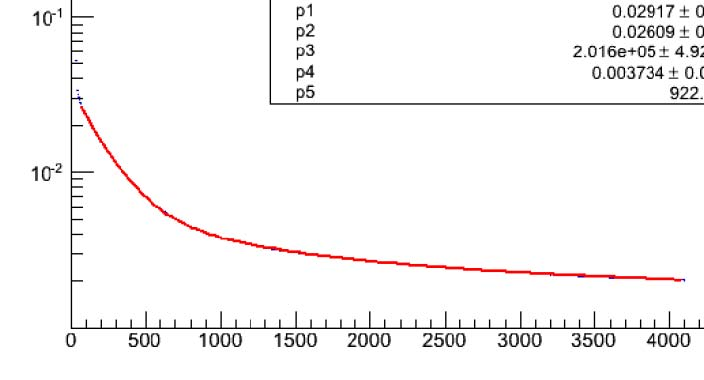 10-1
p1 0.02917 ± 0
p2 0.02609 ± 0
p3 2.016e+05 ± 4.92
p4 0.003734 ± 0.0
p5 922.
10-2
0 500 1000 1500 2000 2500 3000 3500 4000